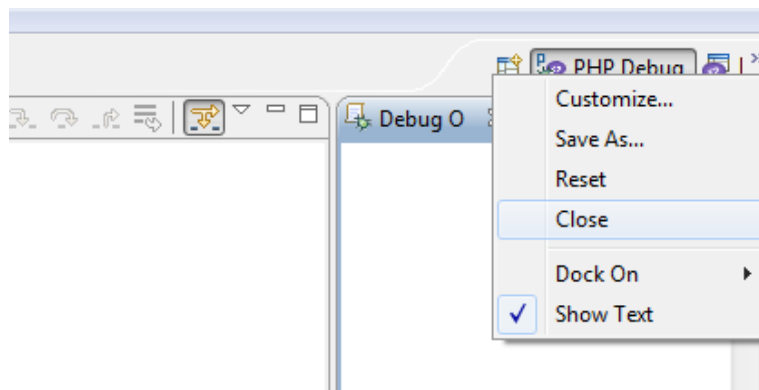 PHP Debug
Debug O
Customize...
Save As...
Reset
Close
Dock On
Show Text